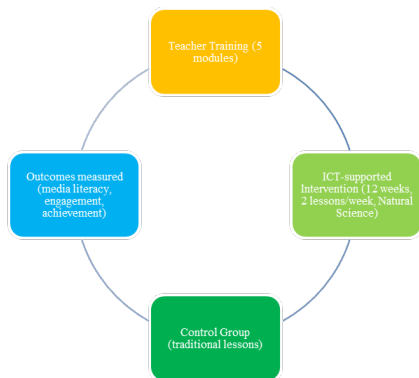 Teacher Training (5
modules)
Outcomes measured
(media literacy,
engagement,
achievement)
ICT-supported
Intervention (12 weeks,
2 lessons/week, Natural
Science)
Control Group
(traditional lessons)